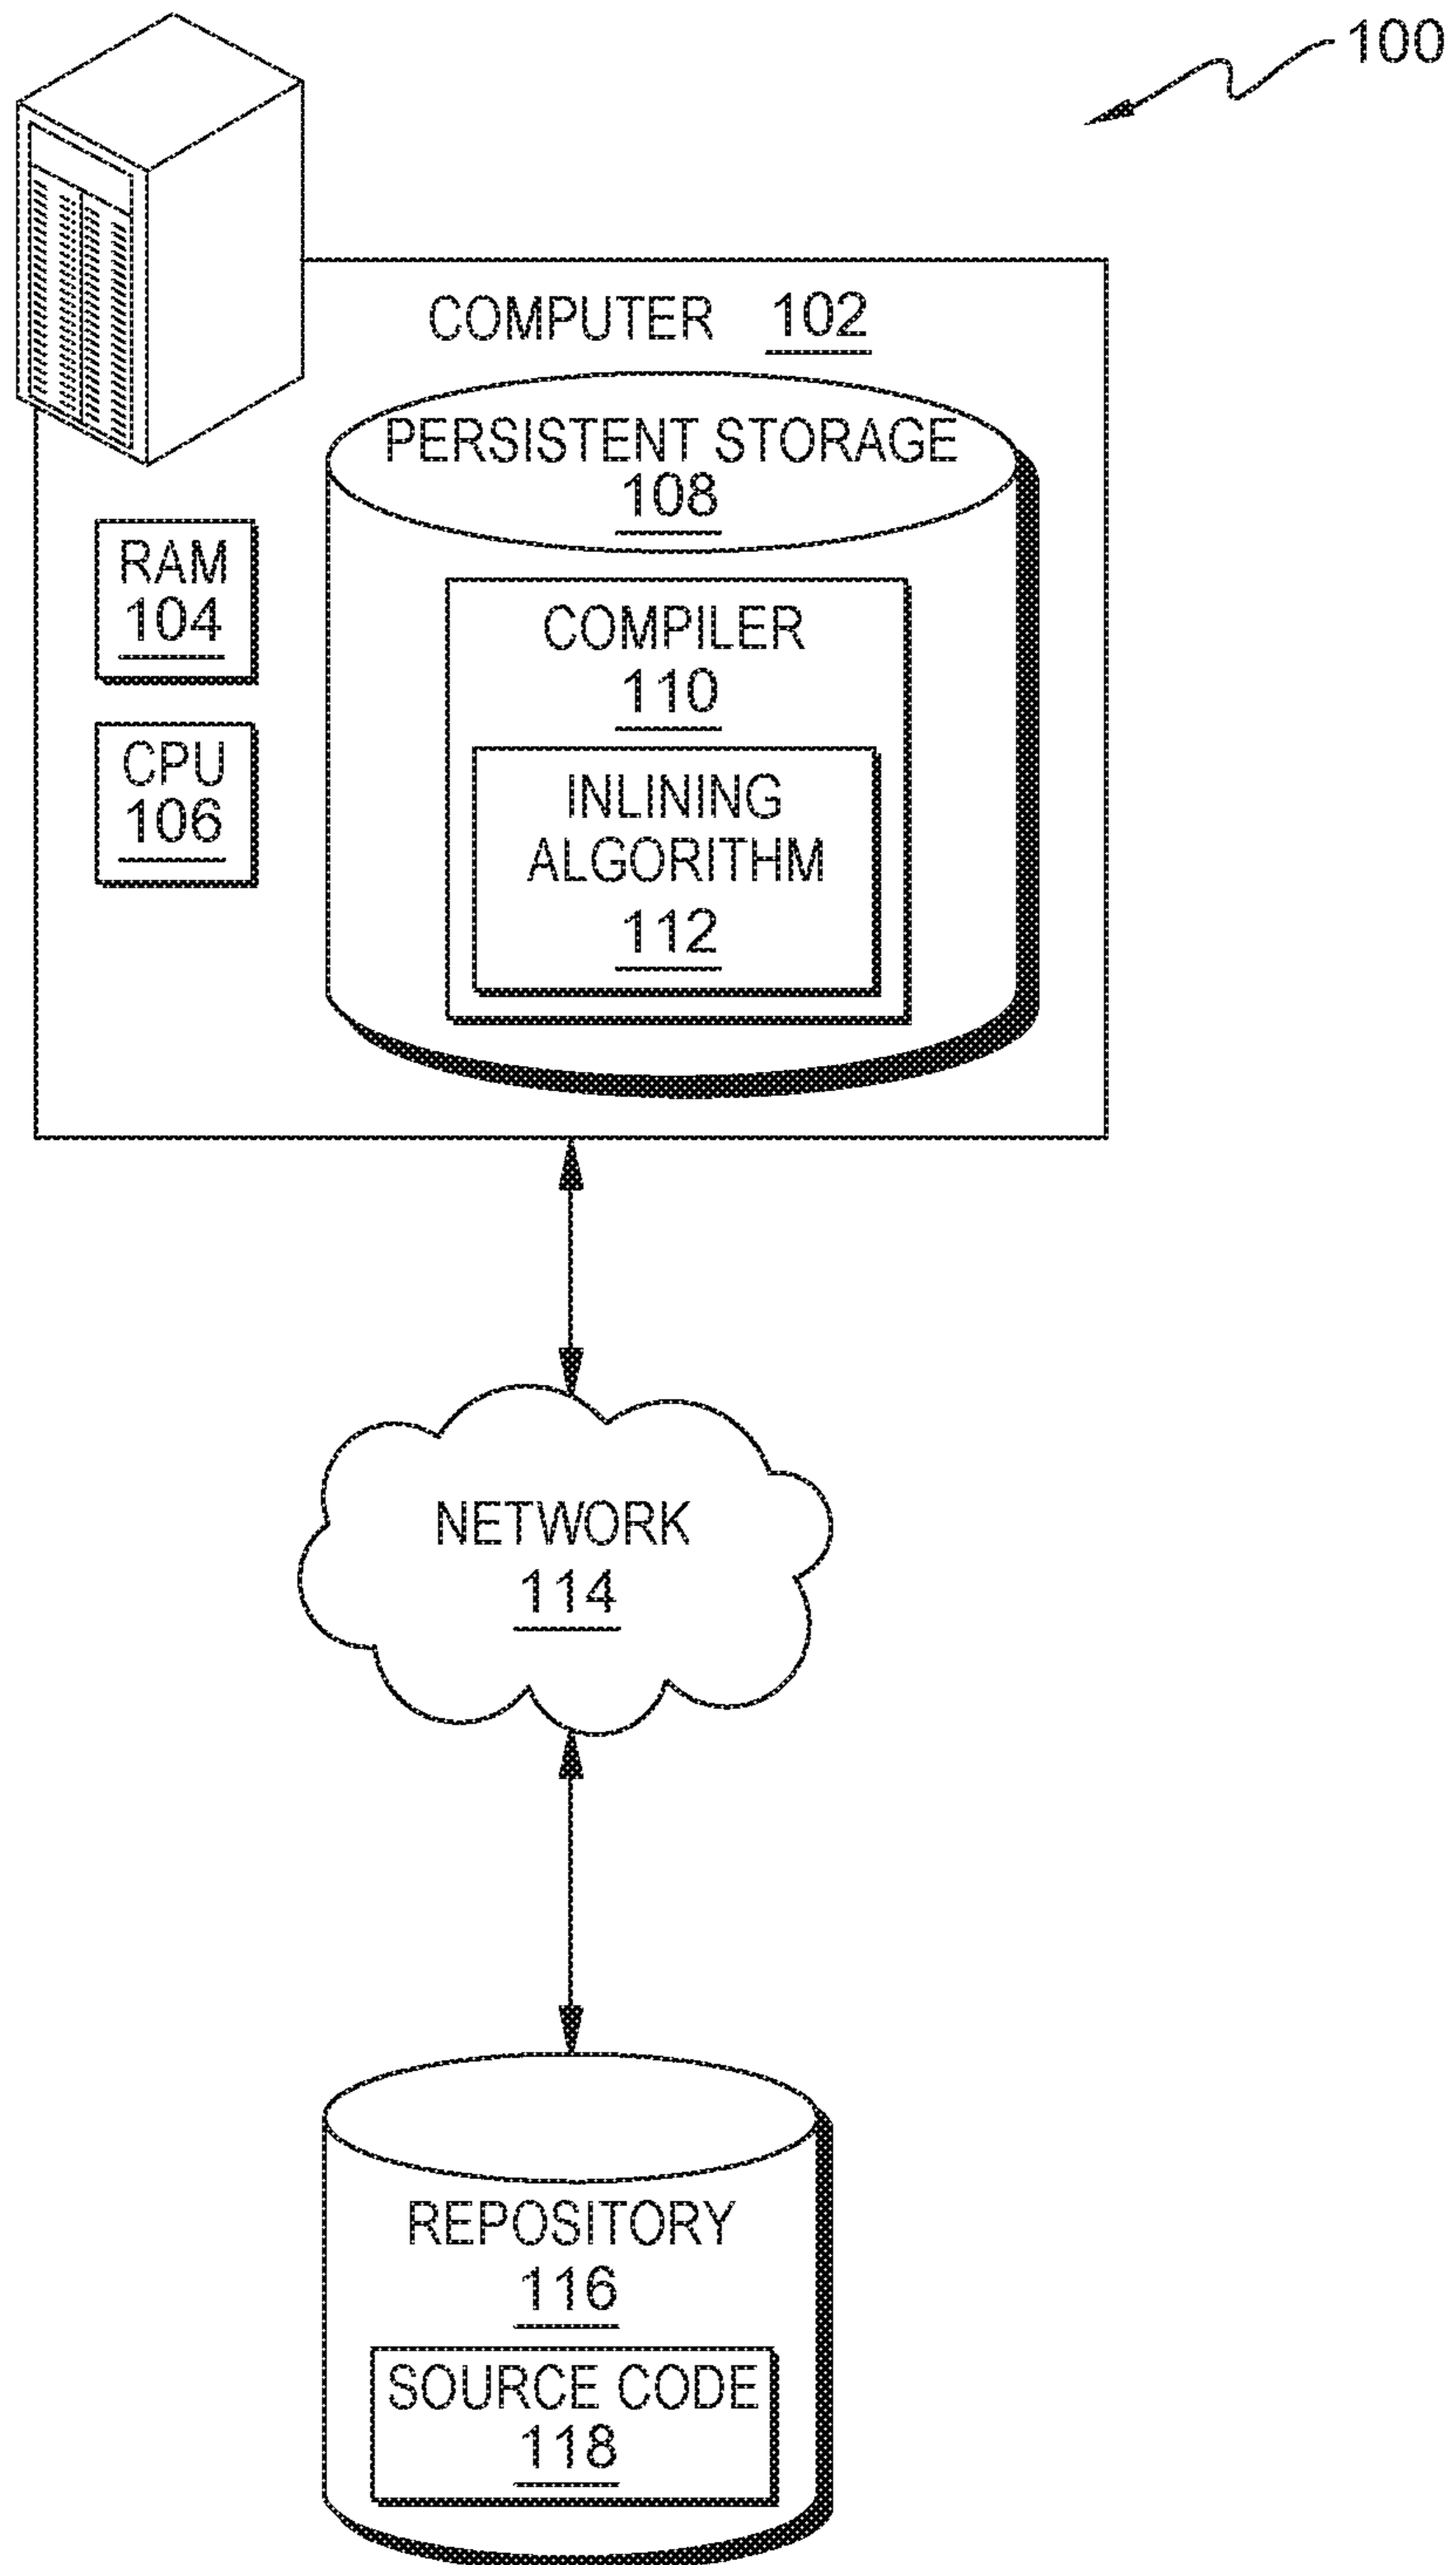 100
COMPUTER 102
PERSISTENT STORAGE
108
RAM
104
CPU
106
COMPILER
110
INLINING
ALGORITHM
112
NETWORK
114
REPOSITORY
116
SOURCE CODE
118